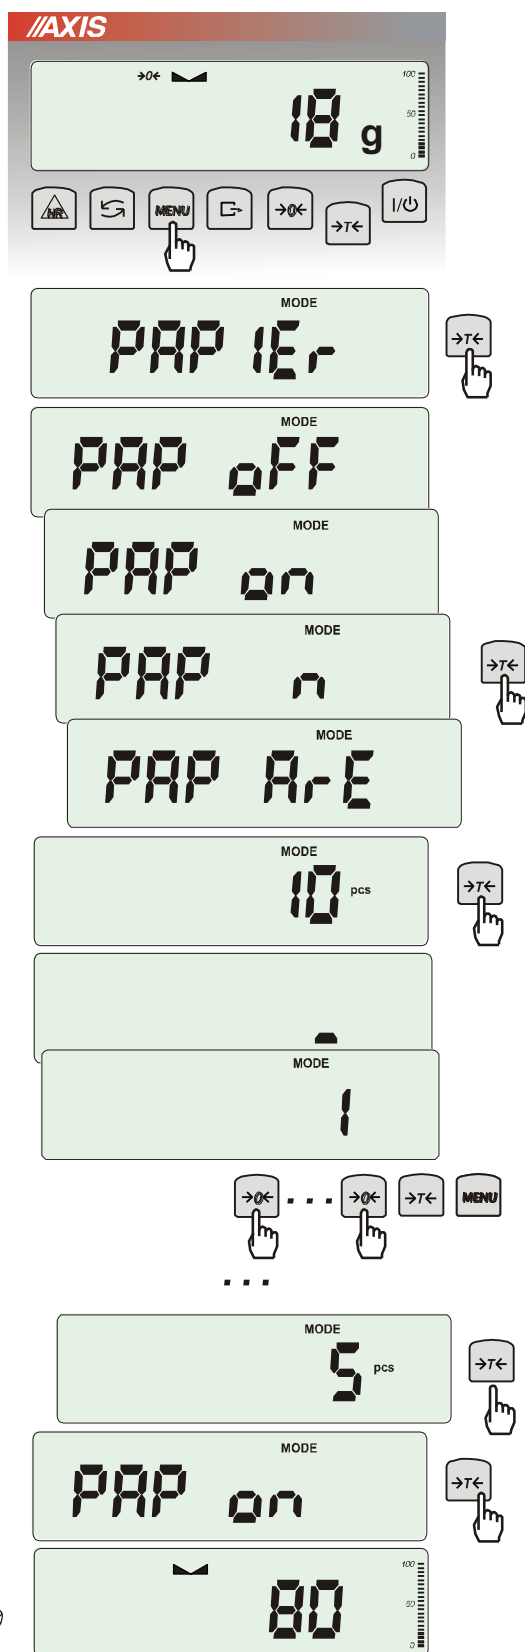 AXIS
→0← 100
50
18 g
0
HR MENU →0← →T← I/⏻
MODE
PAPIEr →T←
MODE
PAP oFF
MODE
PAP on
MODE
PAP n →T←
MODE
PAP ArE
MODE
10 pcs →T←
MODE
1
→0← ... →0← →T← MENU
...
MODE
5 pcs →T←
MODE
PAP on →T←
100
50
80
0